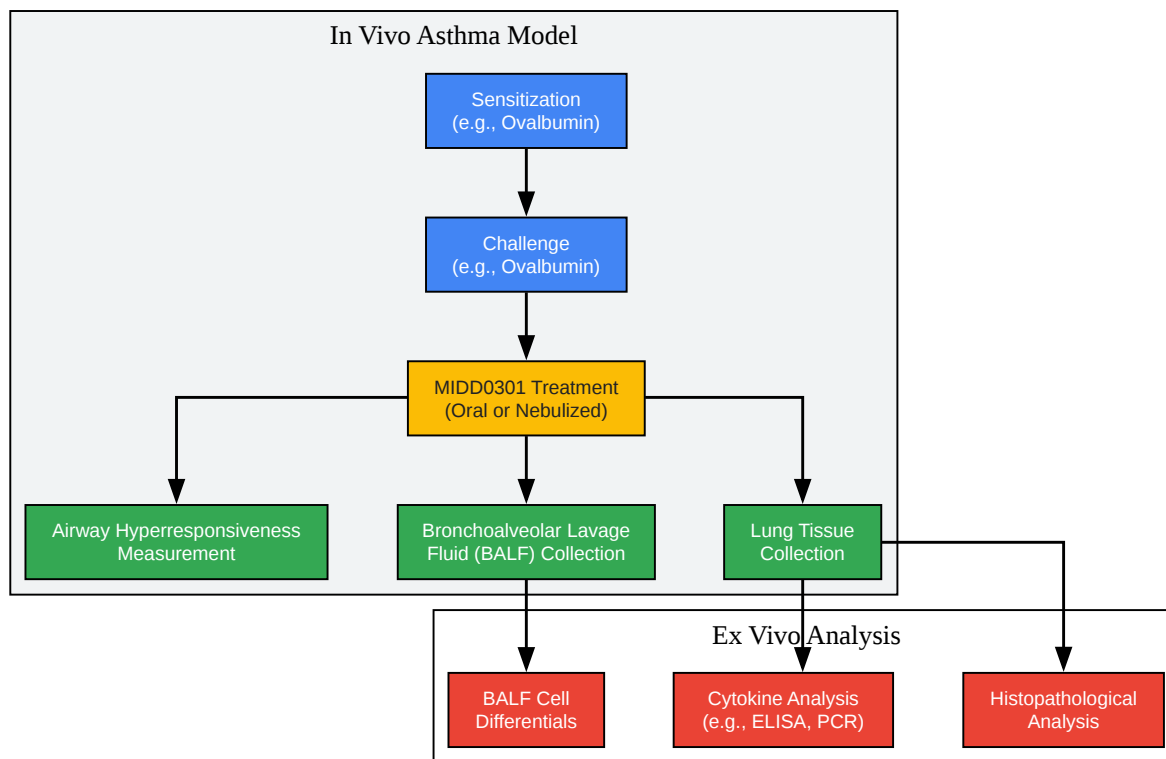 In Vivo Asthma Model
Sensitization
(e.g., Ovalbumin)
Challenge
(e.g., Ovalbumin)
MIDD0301 Treatment
(Oral or Nebulized)
Airway Hyperresponsiveness
Measurement
Bronchoalveolar Lavage
Fluid (BALF) Collection
Lung Tissue
Collection
Ex Vivo Analysis
BALF Cell
Differentials
Cytokine Analysis
(e.g., ELISA, PCR)
Histopathological
Analysis